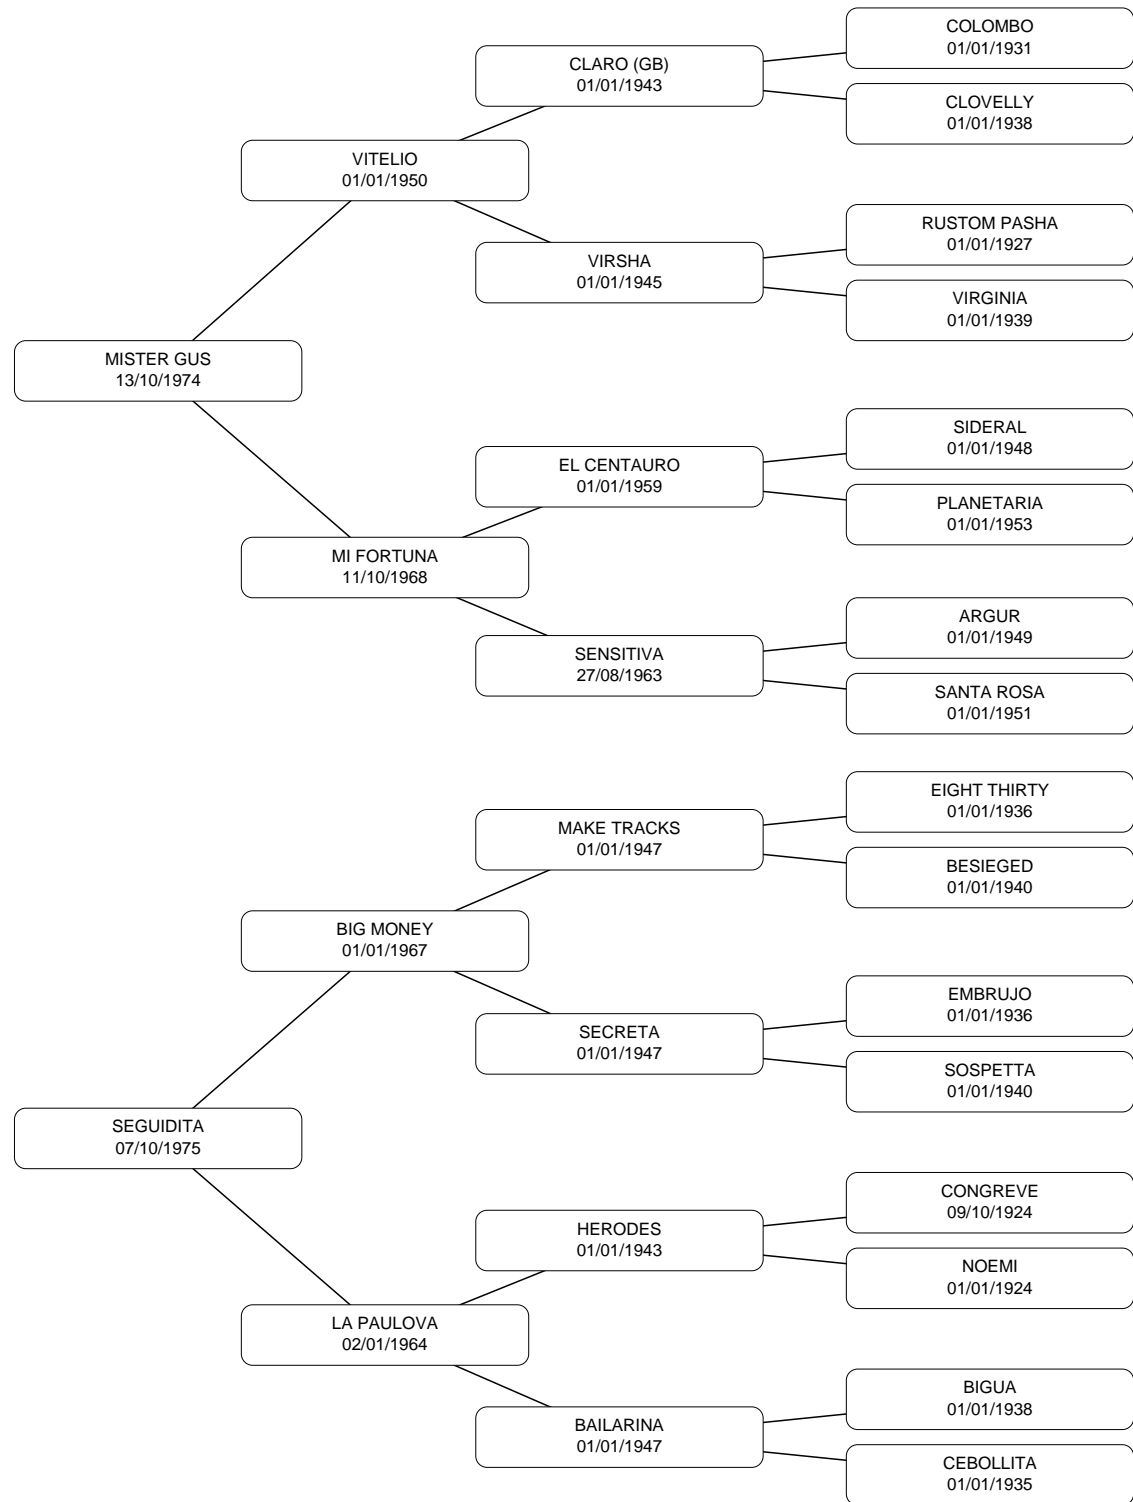 COLOMBO
01/01/1931
CLARO (GB)
01/01/1943
CLOVELLY
01/01/1938
VITELIO
01/01/1950
RUSTOM PASHA
01/01/1927
VIRSHA
01/01/1945
VIRGINIA
01/01/1939
MISTER GUS
13/10/1974
SIDERAL
01/01/1948
EL CENTAURO
01/01/1959
PLANETARIA
01/01/1953
MI FORTUNA
11/10/1968
ARGUR
01/01/1949
SENSITIVA
27/08/1963
SANTA ROSA
01/01/1951
EIGHT THIRTY
01/01/1936
MAKE TRACKS
01/01/1947
BESIEGED
01/01/1940
BIG MONEY
01/01/1967
EMBRUJO
01/01/1936
SECRETA
01/01/1947
SOSPETTA
01/01/1940
SEGUIDITA
07/10/1975
CONGREVE
09/10/1924
HERODES
01/01/1943
NOEMI
01/01/1924
LA PAULOVA
02/01/1964
BIGUA
01/01/1938
BAILARINA
01/01/1947
CEBOLLITA
01/01/1935